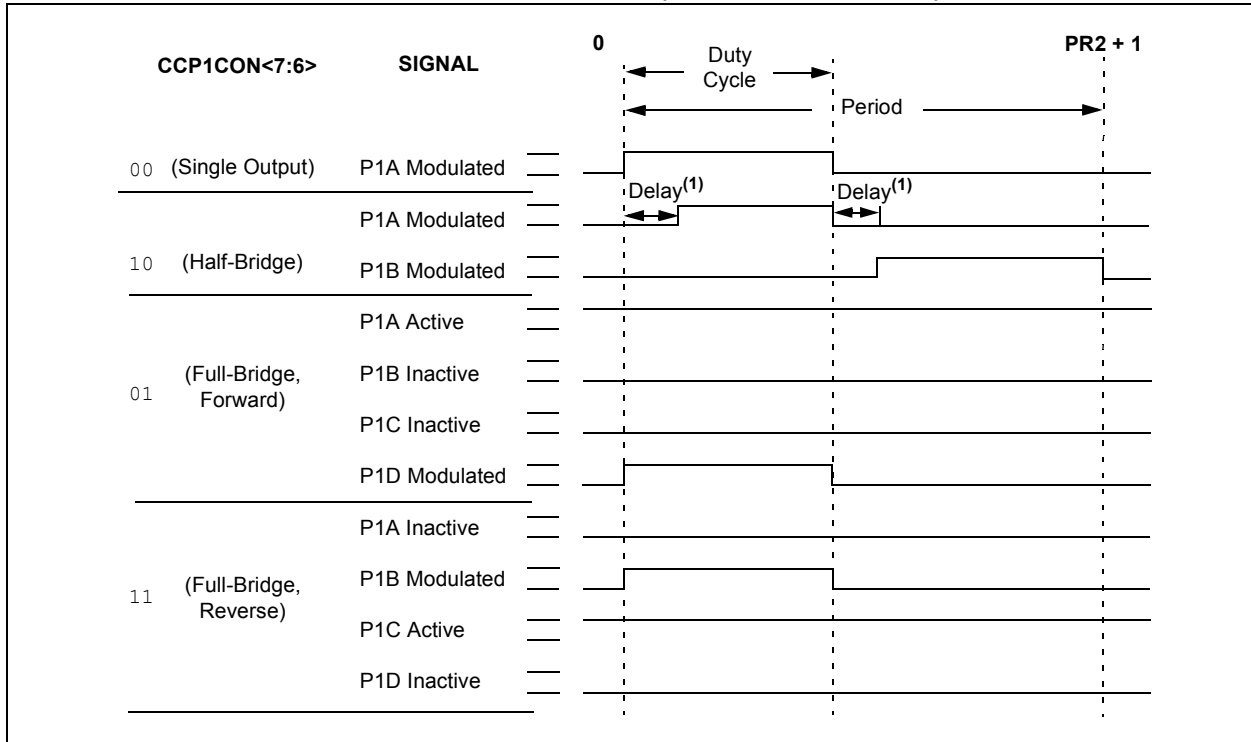 0
PR2 + 1
CCP1CON<7:6>
SIGNAL
Duty
Cycle
Period
00
(Single Output)
P1A Modulated
Delay(1)
Delay(1)
P1A Modulated
10
(Half-Bridge)
P1B Modulated
P1A Active
01
(Full-Bridge,
Forward)
P1B Inactive
P1C Inactive
P1D Modulated
P1A Inactive
11
(Full-Bridge,
Reverse)
P1B Modulated
P1C Active
P1D Inactive